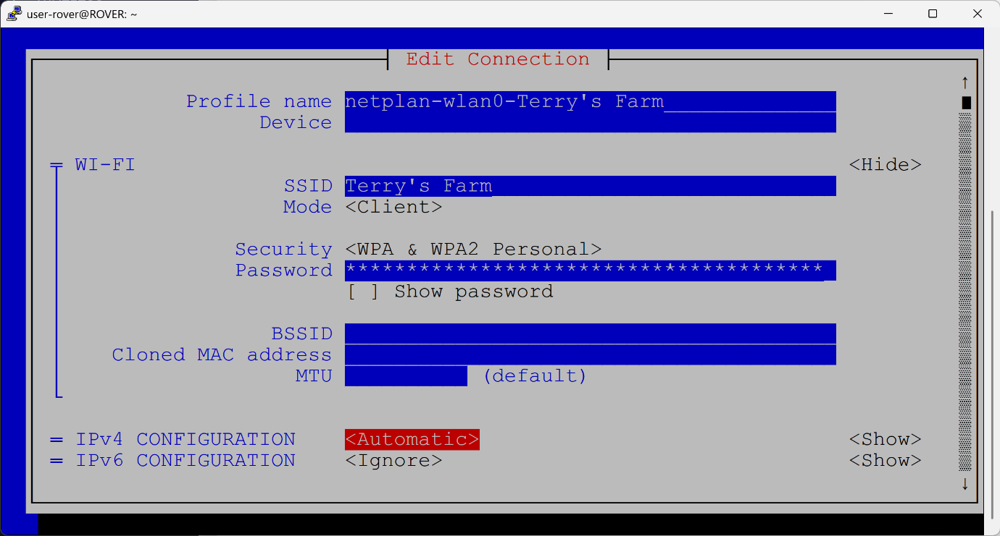 user-rover@ROVER: ~
Edit Connection
Profile name netplan-wlan0-Terry's Farm
Device
WI-FI <Hide>
SSID Terry's Farm
Mode <Client>
Security <WPA & WPA2 Personal>
Password ***************************************
[ ] Show password
BSSID
Cloned MAC address
MTU (default)
= IPv4 CONFIGURATION <Automatic> <Show>
= IPv6 CONFIGURATION <Ignore> <Show>